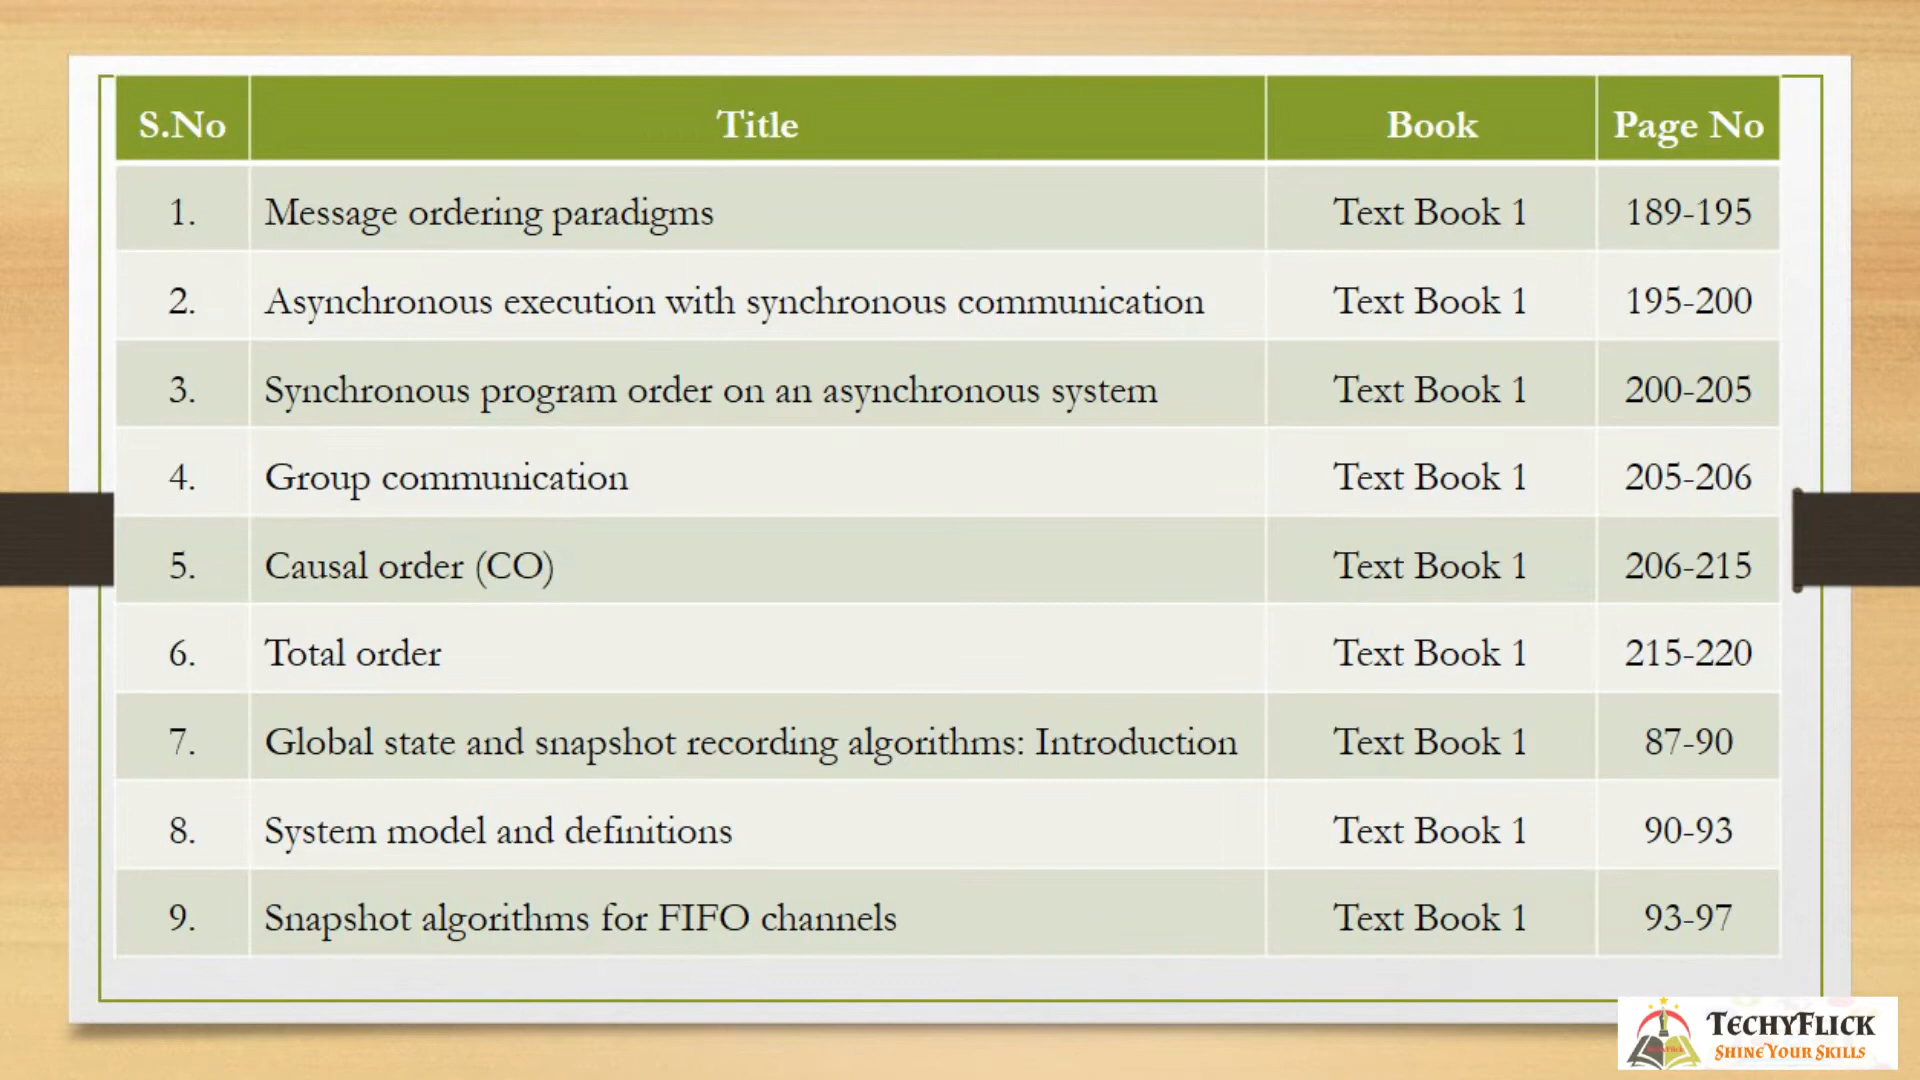 S.No Title Book Page No
1. Message ordering paradigms Text Book 1 189-195
2. Asynchronous execution with synchronous communication Text Book 1 195-200
3. Synchronous program order on an asynchronous system Text Book 1 200-205
4. Group communication Text Book 1 205-206
5. Causal order (CO) Text Book 1 206-215
6. Total order Text Book 1 215-220
7. Global state and snapshot recording algorithms: Introduction Text Book 1 87-90
8. System model and definitions Text Book 1 90-93
9. Snapshot algorithms for FIFO channels Text Book 1 93-97
TECHYFLICK
SHINE YOUR SKILLS